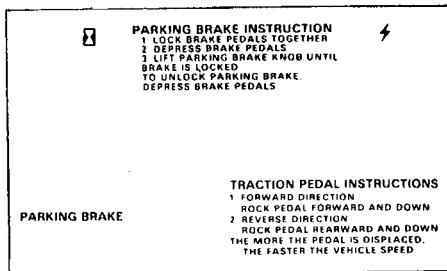 PARKING BRAKE INSTRUCTION
1 LOCK BRAKE PEDALS TOGETHER
2 DEPRESS BRAKE PEDALS
3 LIFT PARKING BRAKE KNOB UNTIL
BRAKE IS LOCKED
TO UNLOCK PARKING BRAKE.
DEPRESS BRAKE PEDALS
TRACTION PEDAL INSTRUCTIONS
1 FORWARD DIRECTION
ROCK PEDAL FORWARD AND DOWN
2 REVERSE DIRECTION
ROCK PEDAL REARWARD AND DOWN
THE MORE THE PEDAL IS DISPLACED,
THE FASTER THE VEHICLE SPEED
PARKING BRAKE